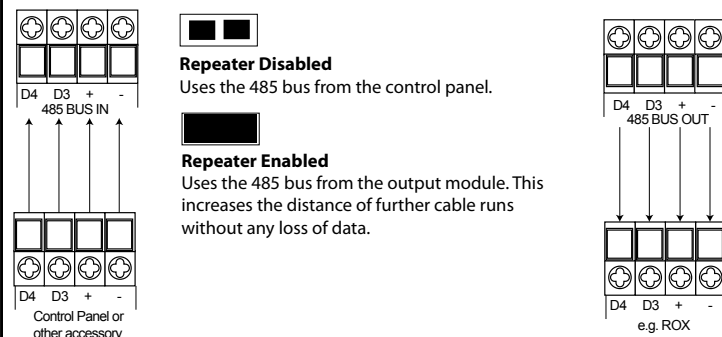 D4 D3 + -
485 BUS IN
D4 D3 + -
Control Panel or
other accessory
Repeater Disabled
Uses the 485 bus from the control panel.
Repeater Enabled
Uses the 485 bus from the output module. This
increases the distance of further cable runs
without any loss of data.
D4 D3 + -
485 BUS OUT
D4 D3 + -
e.g. ROX